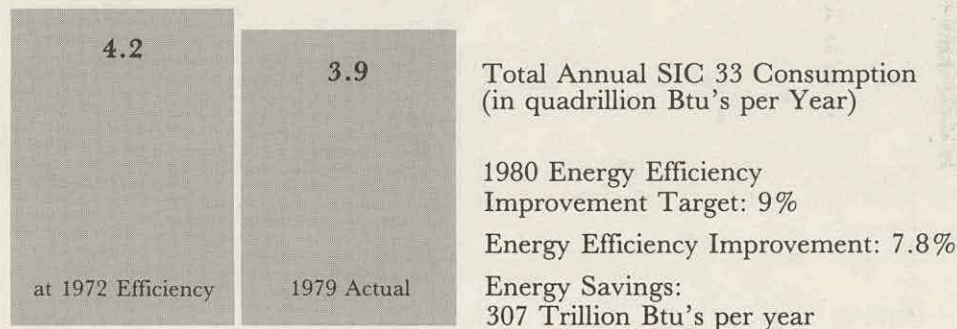 4.2
at 1972 Efficiency
3.9
1979 Actual
Total Annual SIC 33 Consumption
(in quadrillion Btu's per Year)
1980 Energy Efficiency
Improvement Target: 9%
Energy Efficiency Improvement: 7.8%
Energy Savings:
307 Trillion Btu's per year